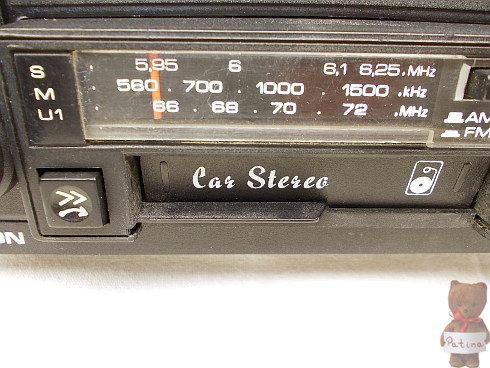 S 5,95 6 6,1 6,25.MHz
M 560 . 700 . 1000 . 1500 . kHz
U1 66 . 68 . 70 . 72 .MHz
AM
FM
Car Stereo
ON
Patina